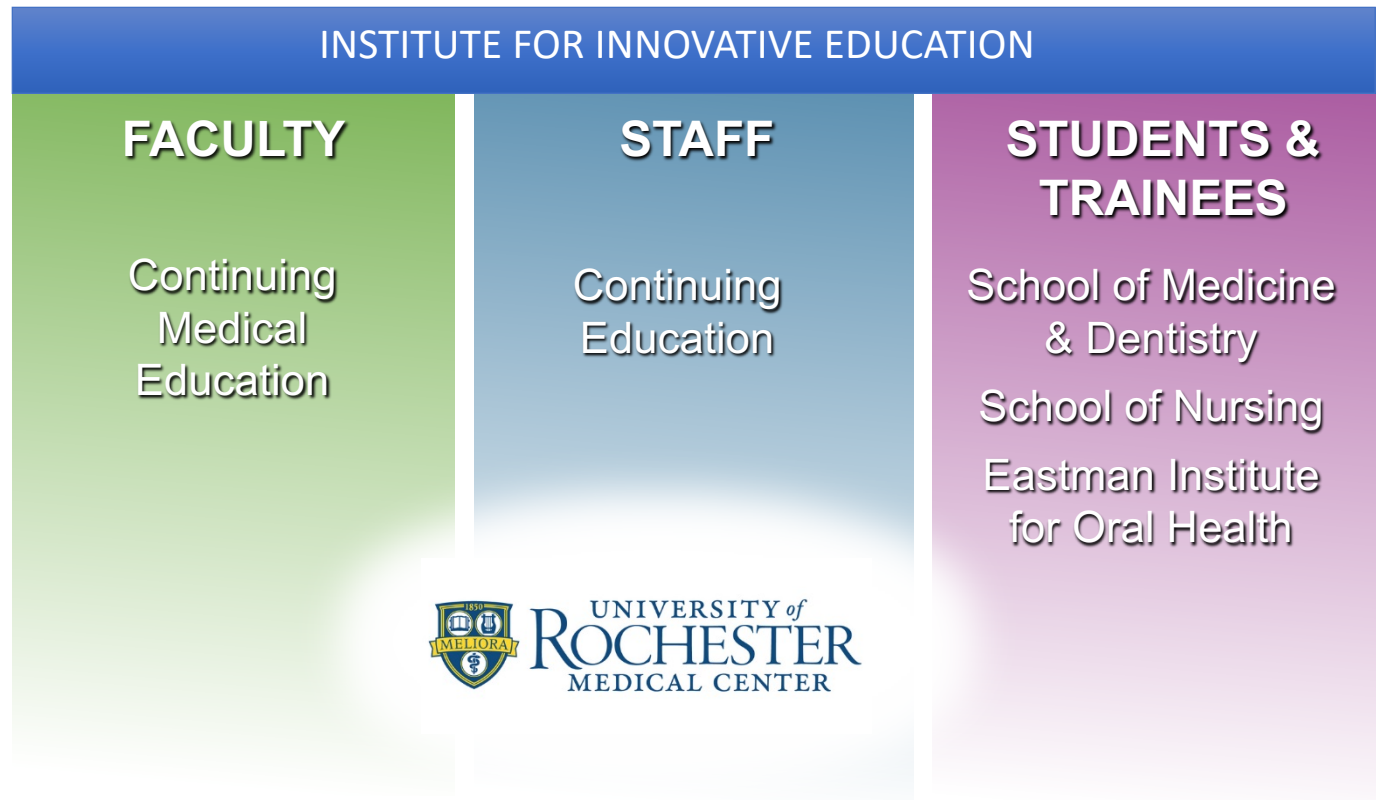 INSTITUTE FOR INNOVATIVE EDUCATION
FACULTY
Continuing
Medical
Education
STAFF
Continuing
Education
STUDENTS &
TRAINEES
School of Medicine
& Dentistry
School of Nursing
Eastman Institute
for Oral Health
1850
MELIORA
UNIVERSITY of
ROCHESTER
MEDICAL CENTER